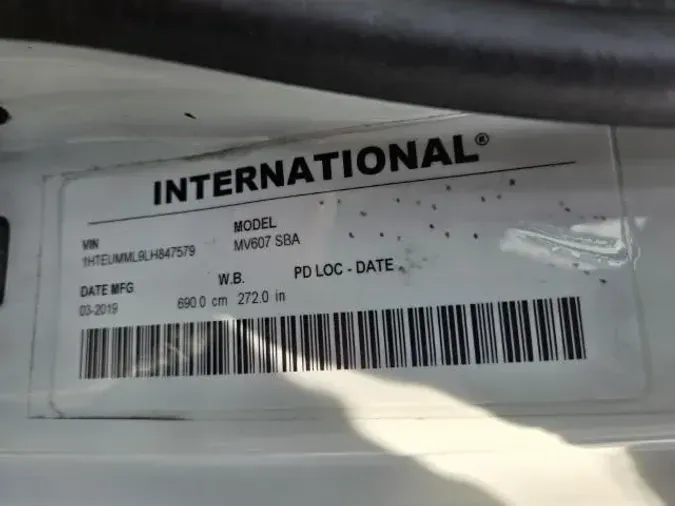 INTERNATIONAL®
VIN
1HTEUMML9LH847579
MODEL
MV607 SBA
DATE MFG
03-2019
W.B.
690.0 cm 272.0 in
PD LOC - DATE